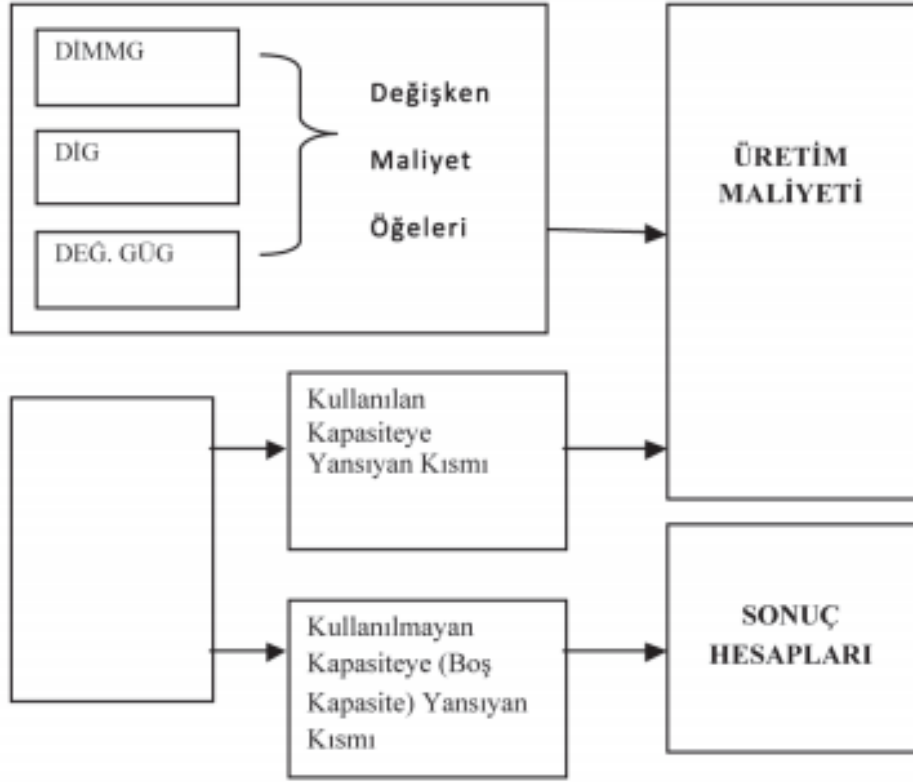 DİMMG
DİG
DEĞ. GÜG
Değişken
Maliyet
Öğeleri
ÜRETİM
MALİYETİ
Kullanılan
Kapasiteye
Yansıyan Kısmı
Kullanılmayan
Kapasiteye (Boş
Kapasite) Yansıyan
Kısmı
SONUÇ
HESAPLARI